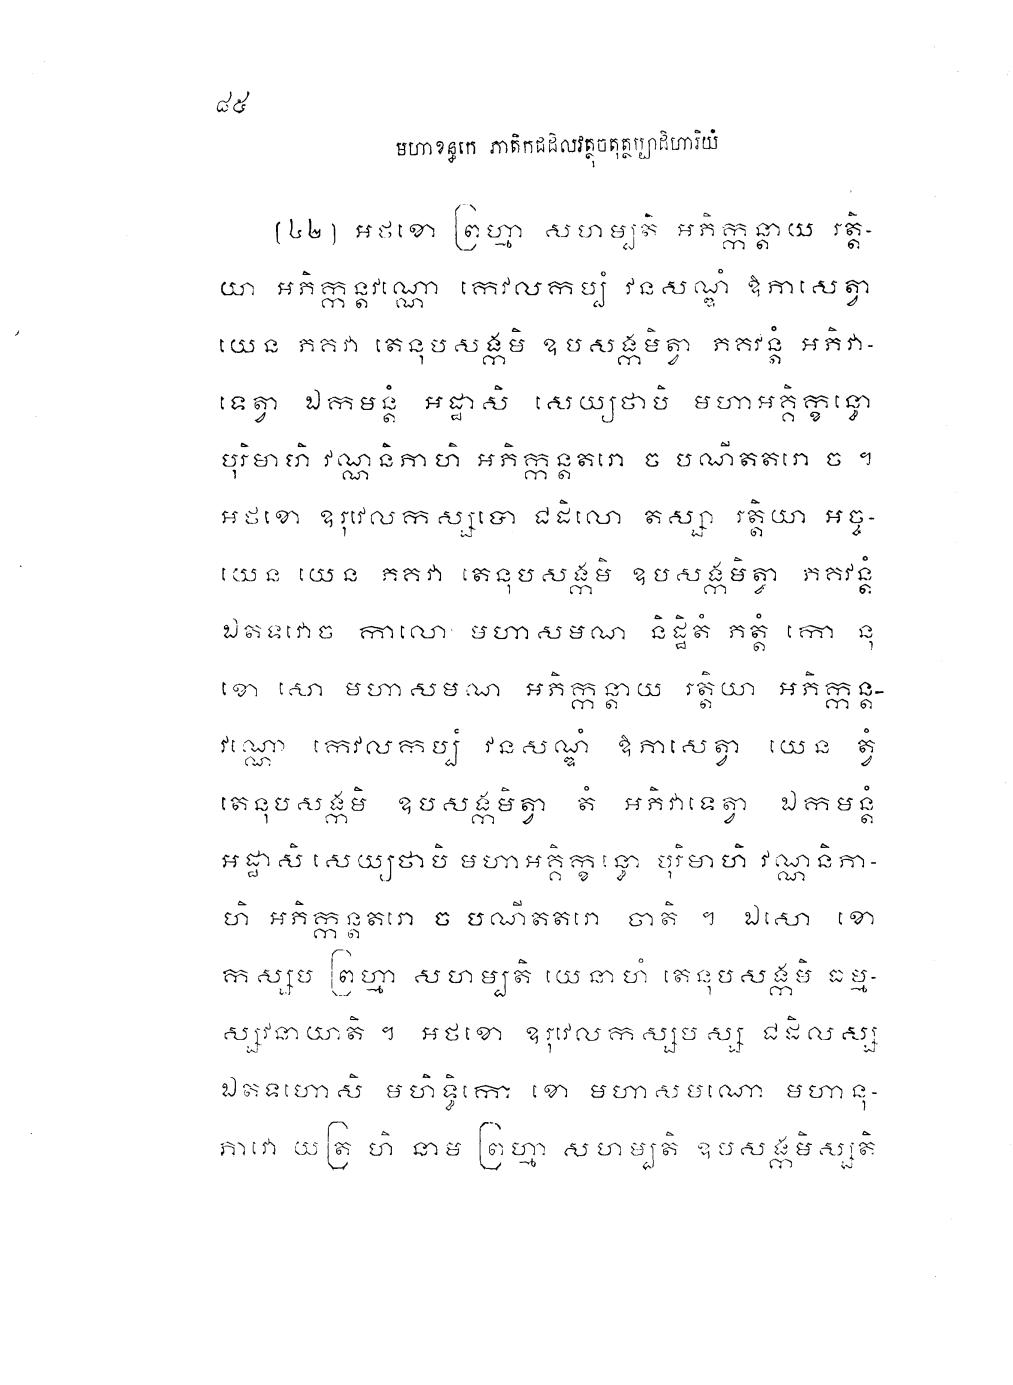 ៨៥
មហាខន្ធកេ ភាតិកជដិលវត្ថុចតុត្ថប្បាដិហារិយំ
(៤២) អថខោ ព្រហ្មា សហម្បតិ អភិក្កន្តាយ រត្តិ-
យា អភិក្កន្តវណ្ណោ កេវលកប្បំ វនសណ្ឌំ ឱភាសេត្វា
យេន ភគវា តេនុបសង្កមិ ឧបសង្កមិត្វា ភគវន្តំ អភិវា-
ទេត្វា ឯកមន្តំ អដ្ឋាសិ សេយ្យថាបិ មហាអគ្គិក្ខន្ធោ
បុរិមាហិ វណ្ណនិភាហិ អភិក្កន្តតរោ ច បណីតតរោ ច ។
អថខោ ឧរុវេលកស្សបោ ជដិលោ តស្សា រត្តិយា អច្ច-
យេន យេន ភគវា តេនុបសង្កមិ ឧបសង្កមិត្វា ភគវន្តំ
ឯតទវោច កាលោ មហាសមណ និដ្ឋិតំ ភត្តំ កោ នុ
ខោ សោ មហាសមណ អភិក្កន្តាយ រត្តិយា អភិក្កន្ត-
វណ្ណោ កេវលកប្បំ វនសណ្ឌំ ឱភាសេត្វា យេន ត្វំ
តេនុបសង្កមិ ឧបសង្កមិត្វា តំ អភិវាទេត្វា ឯកមន្តំ
អដ្ឋាសិ សេយ្យថាបិ មហាអគ្គិក្ខន្ធោ បុរិមាហិ វណ្ណនិភា-
ហិ អភិក្កន្តតរោ ច បណីតតរោ ចាតិ ។ ឯសោ ខោ
កស្សប ព្រហ្មា សហម្បតិ យេនាហំ តេនុបសង្កមិ ធម្ម-
ស្សវនាយាតិ ។ អថខោ ឧរុវេលកស្សបស្ស ជដិលស្ស
ឯតទហោសិ មហិទ្ធិកោ ខោ មហាសមណោ មហានុ-
ភាវោ យត្រ ហិ នាម ព្រហ្មា សហម្បតិ ឧបសង្កមិស្សតិ